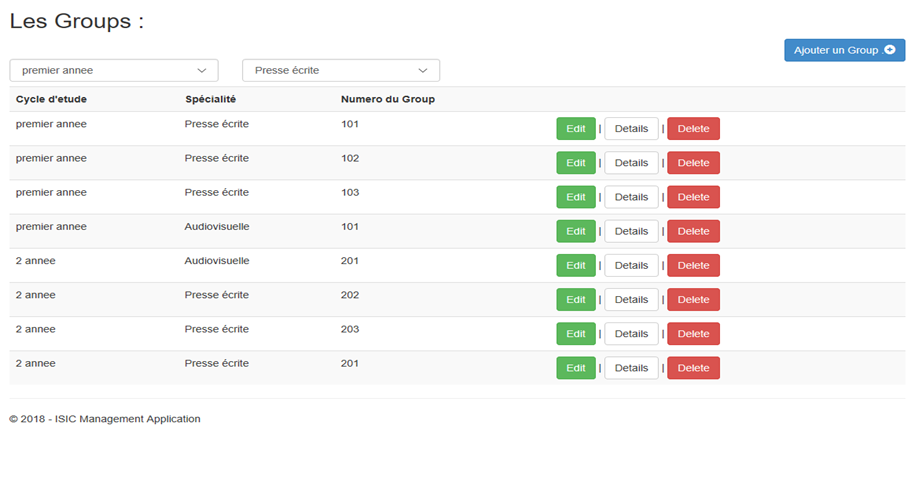 Les Groups :
Ajouter un Group .
premier annee Presse écrite
Cycle d'etude Spécialité Numero du Group
premier annee Presse écrite 101 Edit | Details | Delete
premier annee Presse écrite 102 Edit | Details | Delete
premier annee Presse écrite 103 Edit | Details | Delete
premier annee Audiovisuelle 101 Edit | Details | Delete
2 annee Audiovisuelle 201 Edit | Details | Delete
2 annee Presse écrite 202 Edit | Details | Delete
2 annee Presse écrite 203 Edit | Details | Delete
2 annee Presse écrite 201 Edit | Details | Delete
© 2018 - ISIC Management Application